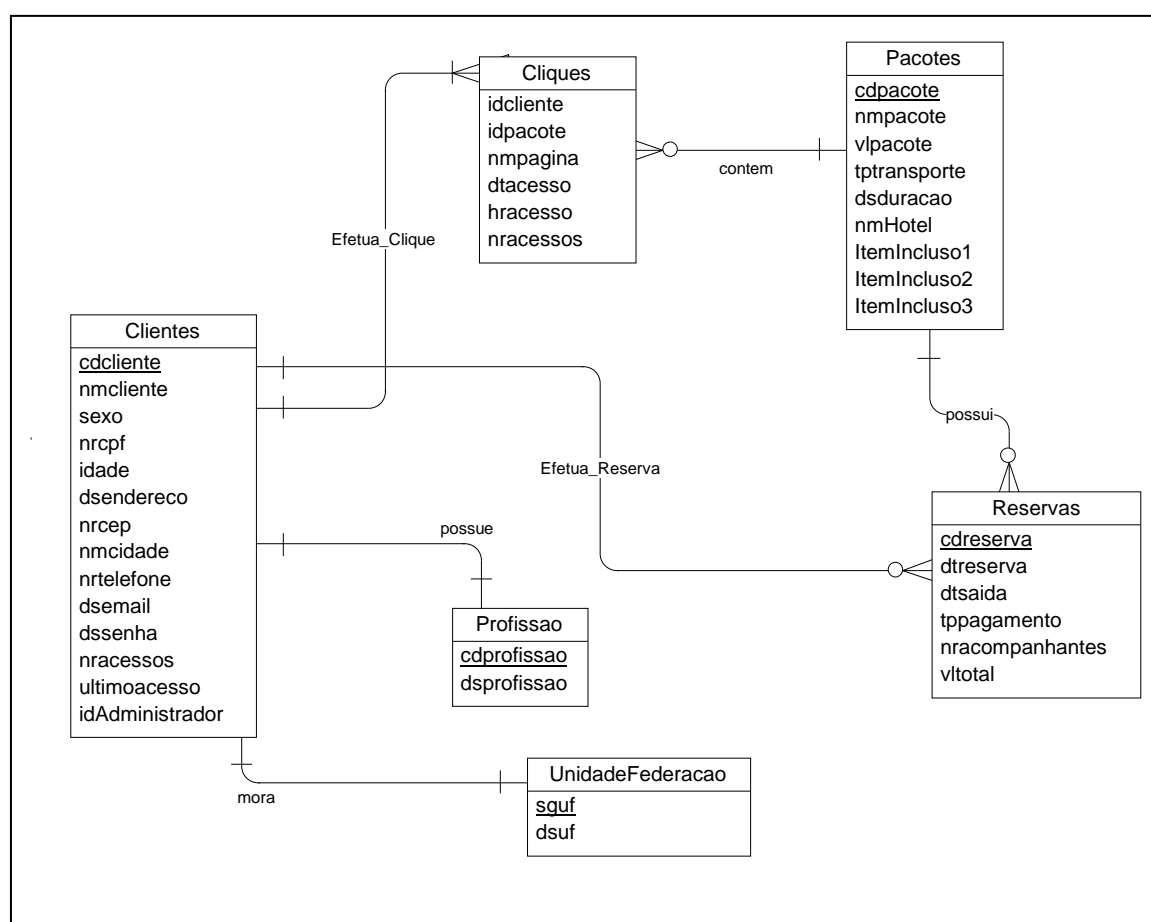 Cliques
idcliente
idpacote
nmpagina
dtacesso
hracesso
nracessos
Pacotes
cdpacote
nmpacote
vlpacote
tptransporte
dsduracao
nmHotel
ItemIncluso1
ItemIncluso2
ItemIncluso3
contem
Efetua_Clique
Clientes
cdcliente
nmcliente
sexo
nrcpf
idade
dsendereco
nrcep
nmcidade
nrtelefone
dsemail
dssenha
nracessos
ultimoacesso
idAdministrador
possui
Efetua_Reserva
Reservas
cdreserva
dtreserva
dtsaida
tppagamento
nracompanhantes
vltotal
possue
Profissao
cdprofissao
dsprofissao
mora
UnidadeFederacao
sguf
dsuf